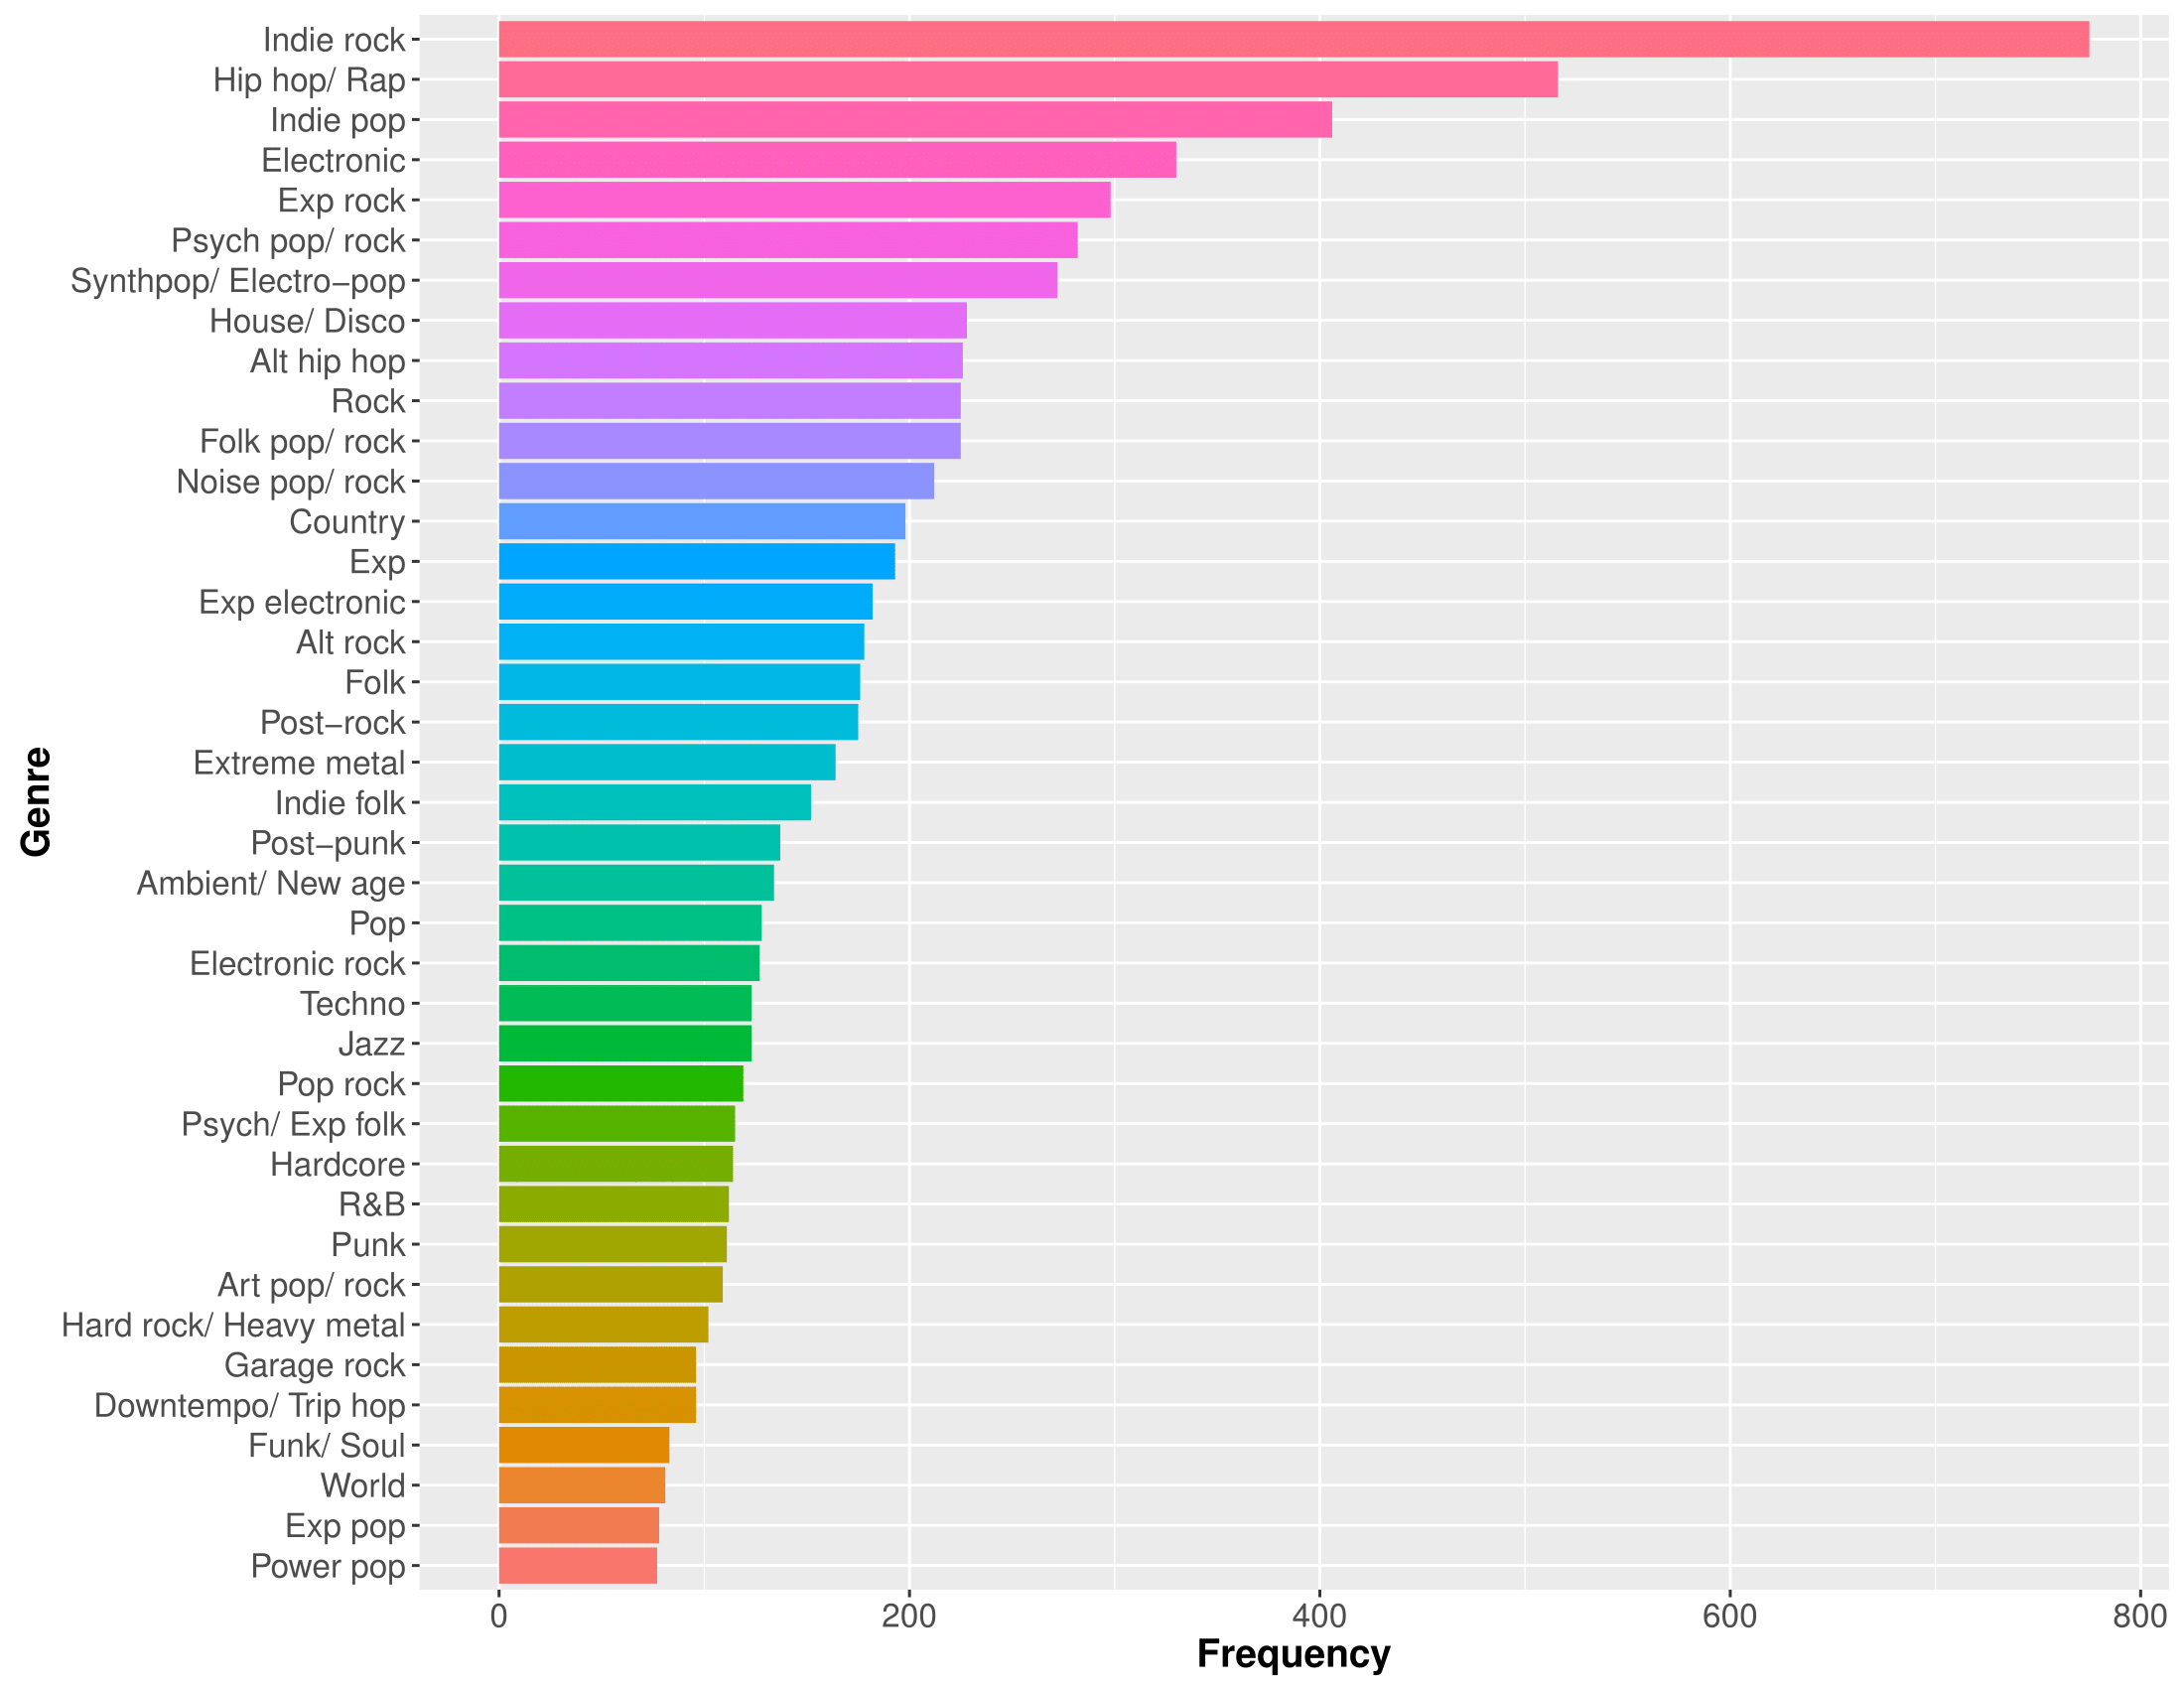 Indie rock
Hip hop/ Rap
Indie pop
Electronic
Exp rock
Psych pop/ rock
Synthpop/ Electro−pop
House/ Disco
Alt hip hop
Rock
Folk pop/ rock
Noise pop/ rock
Country
Exp
Exp electronic
Alt rock
Folk
Post−rock
Extreme metal
Indie folk
Post−punk
Ambient/ New age
Pop
Electronic rock
Techno
Jazz
Pop rock
Psych/ Exp folk
Hardcore
R&B
Punk
Art pop/ rock
Hard rock/ Heavy metal
Garage rock
Downtempo/ Trip hop
Funk/ Soul
World
Exp pop
Power pop
Genre
0 200 400 600 800
Frequency